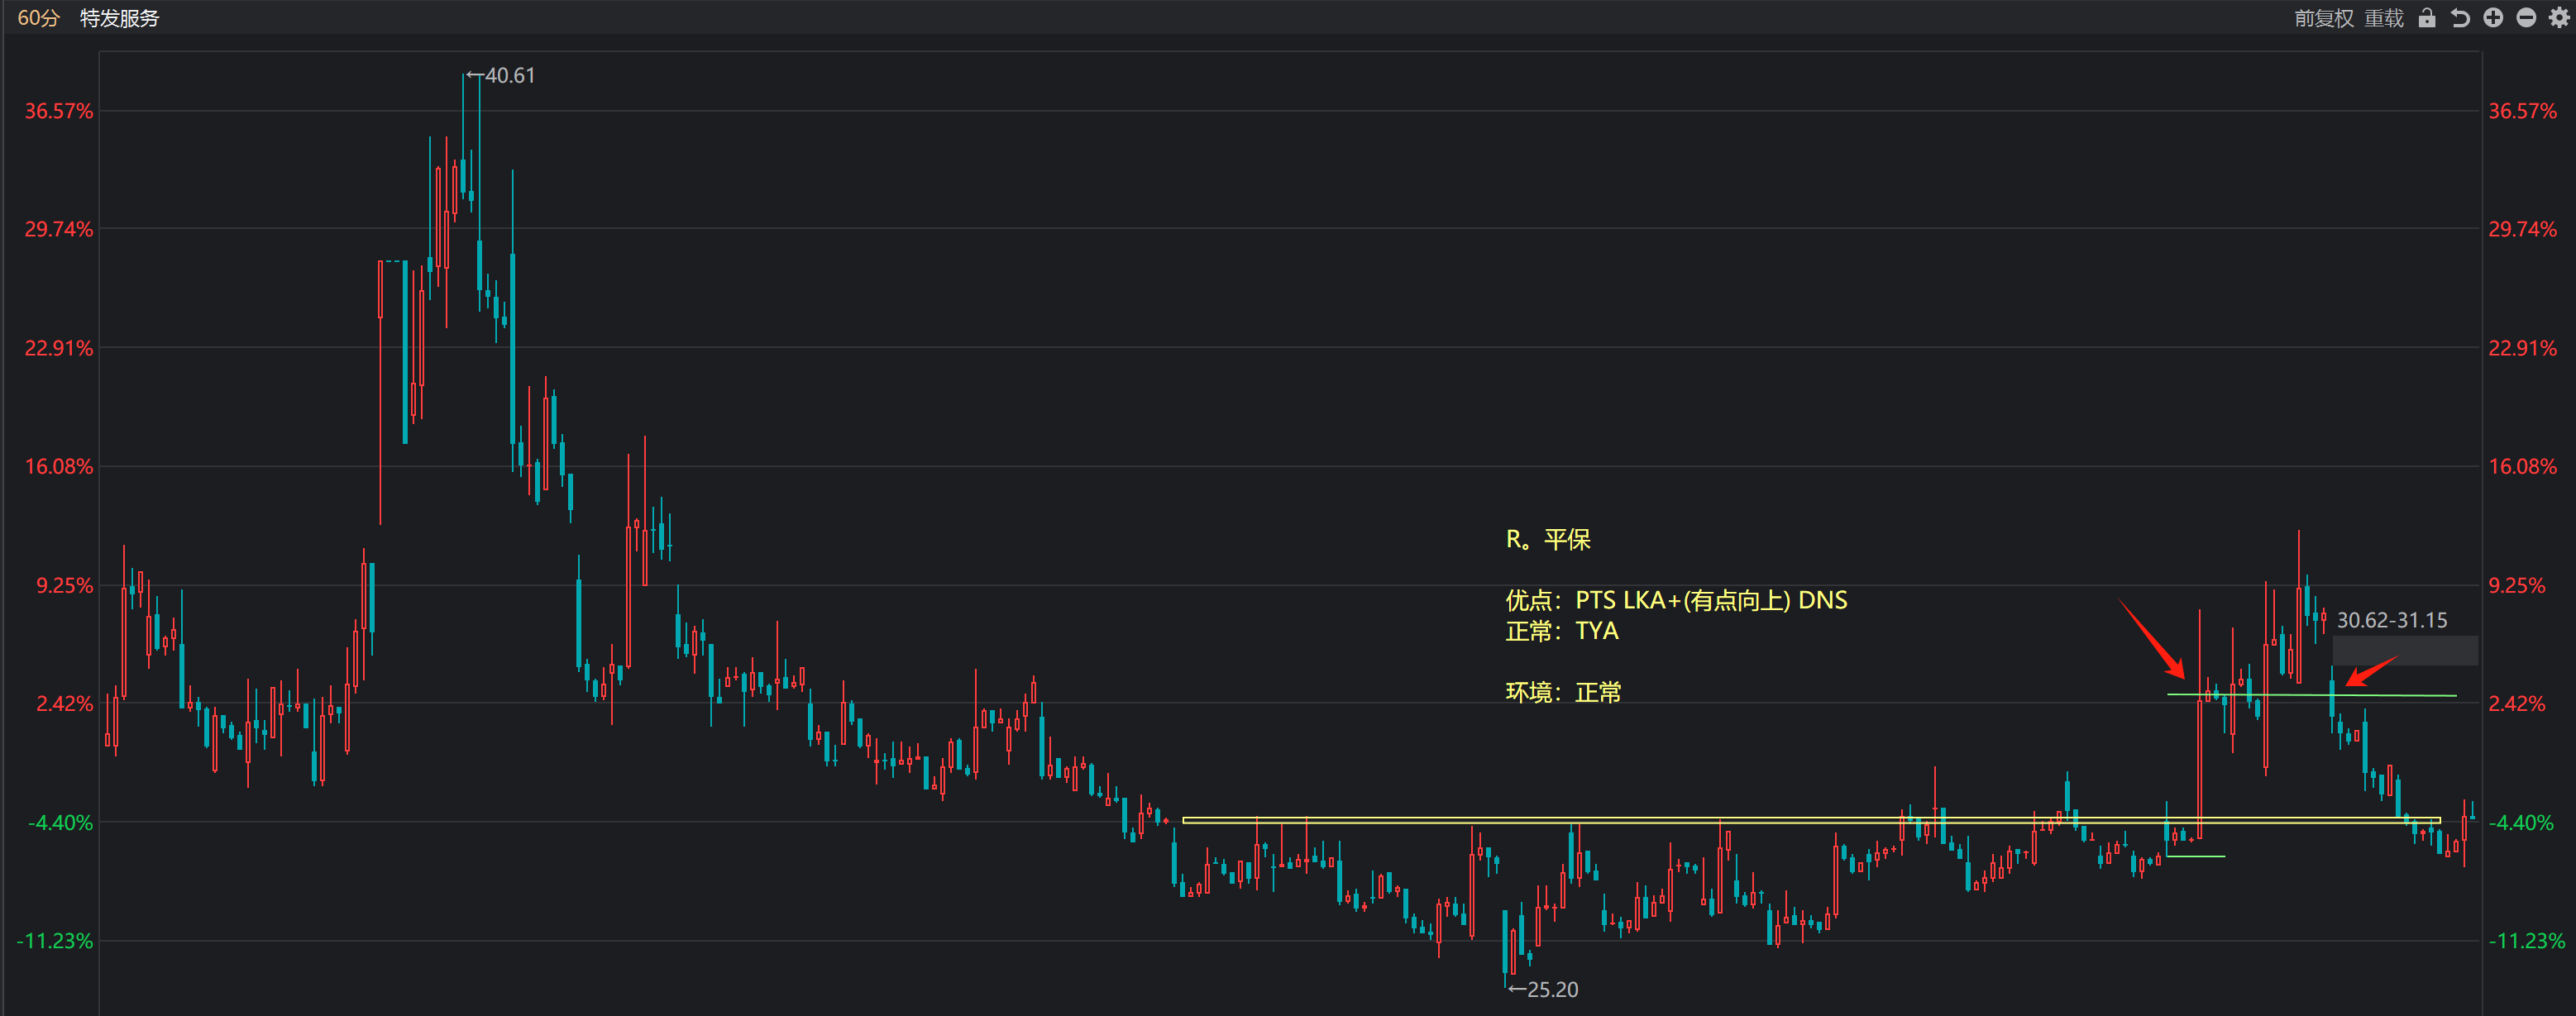 60分 特发服务 前复权 重载
←40.61
36.57% 36.57%
29.74% 29.74%
22.91% 22.91%
16.08% 16.08%
R。平保
9.25% 9.25%
优点：PTS LKA+(有点向上) DNS
30.62-31.15
正常：TYA
环境：正常
2.42% 2.42%
-4.40% -4.40%
-11.23% -11.23%
←25.20